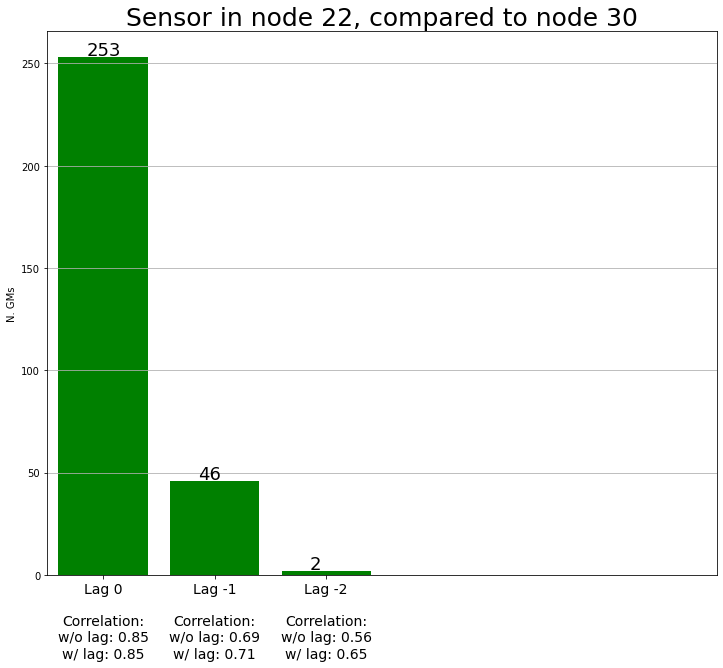 Sensor in node 22, compared to node 30
253
46
2
250
200
150
100
50
0
N. GMs
Lag 0
Correlation:
w/o lag: 0.85
w/ lag: 0.85
Lag -1
Correlation:
w/o lag: 0.69
w/ lag: 0.71
Lag -2
Correlation:
w/o lag: 0.56
w/ lag: 0.65